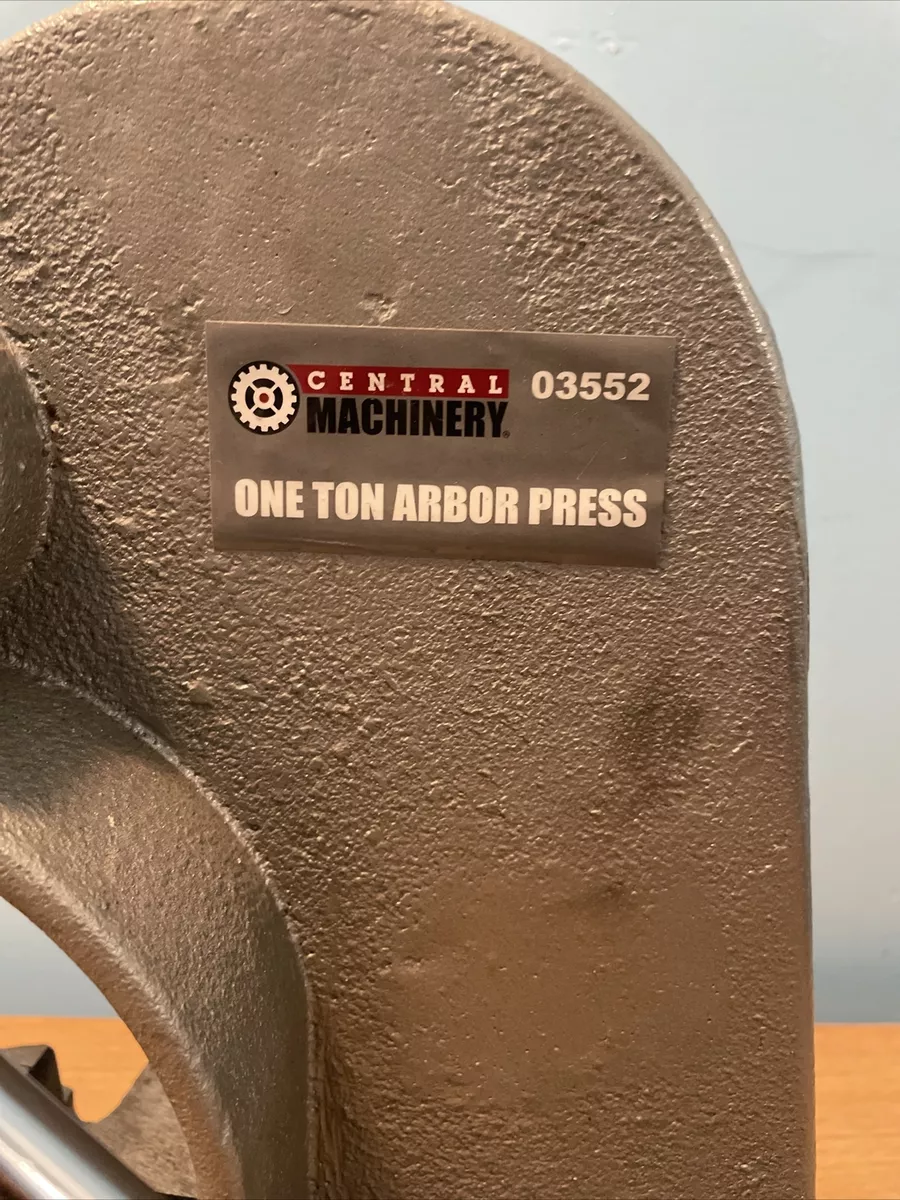 CENTRAL 03552
MACHINERY®
ONE TON ARBOR PRESS